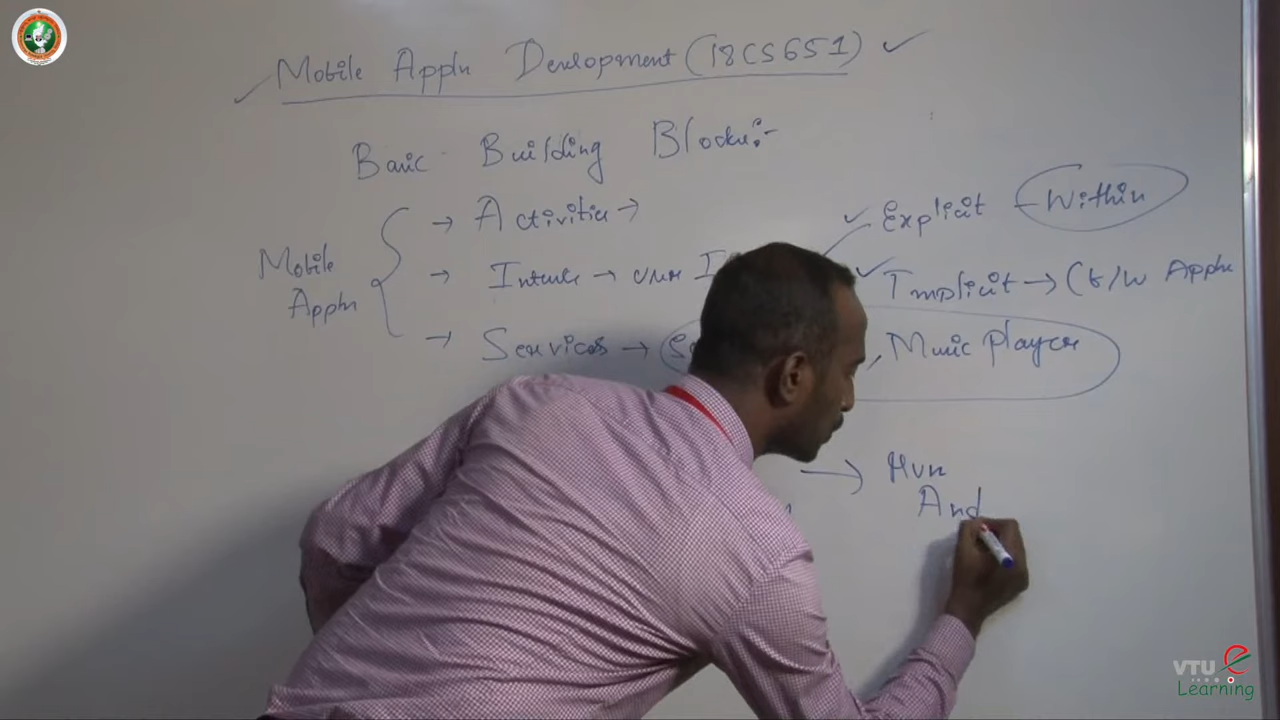 Mobile Appln Development (18CS651)
Basic Building Blocks:-
Mobile Appln
→ Activities →
→ Intents → user I
Explicit – Within
Implicit → (b/w Appln
→ Services → , Music player
→ Run
And
VTU e
Learning